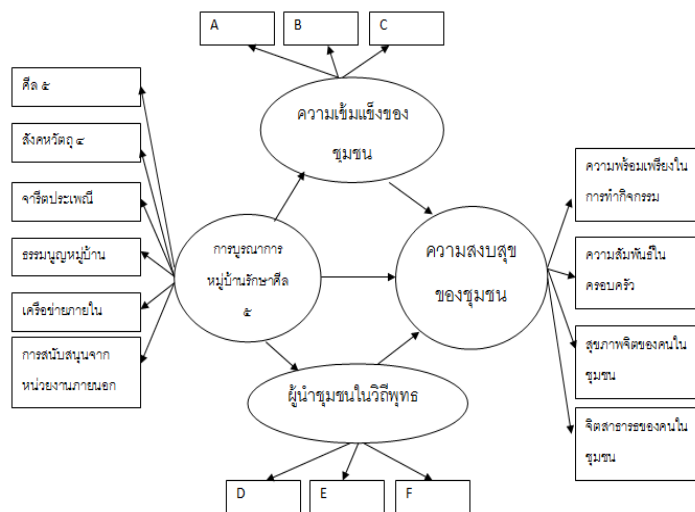 A
B
C
ศีล ๕
สังคหวัตถุ ๔
จารีตประเพณี
ธรรมนูญหมู่บ้าน
เครือข่ายภายใน
การสนับสนุนจาก
หน่วยงานภายนอก
ความเข้มแข็งของ
ชุมชน
การบูรณาการ
หมู่บ้านรักษาศีล
๕
ความสงบสุข
ของชุมชน
ผู้นำชุมชนในวิถีพุทธ
ความพร้อมเพรียงใน
การทำกิจกรรม
ความสัมพันธ์ใน
ครอบครัว
สุขภาพจิตของคนใน
ชุมชน
จิตสาธารธของคนใน
ชุมชน
D
E
F